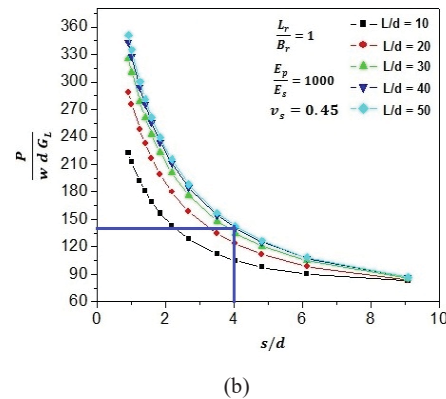 360
330
300
270
240
210
180
150
120
90
60
P
w d G_L
L_r
B_r
= 1
E_p
E_s
= 1000
v_s = 0.45
L/d = 10
L/d = 20
L/d = 30
L/d = 40
L/d = 50
0 2 4 6 8 10
s/d
(b)